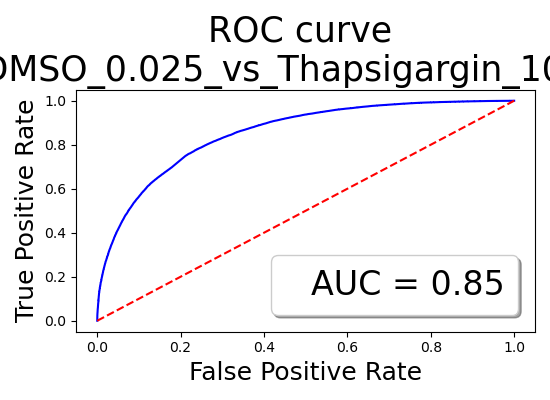 ROC curve
DMSO_0.025_vs_Thapsigargin_10
True Positive Rate
1.0
0.8
0.6
0.4
0.2
0.0
AUC = 0.85
0.0 0.2 0.4 0.6 0.8 1.0
False Positive Rate